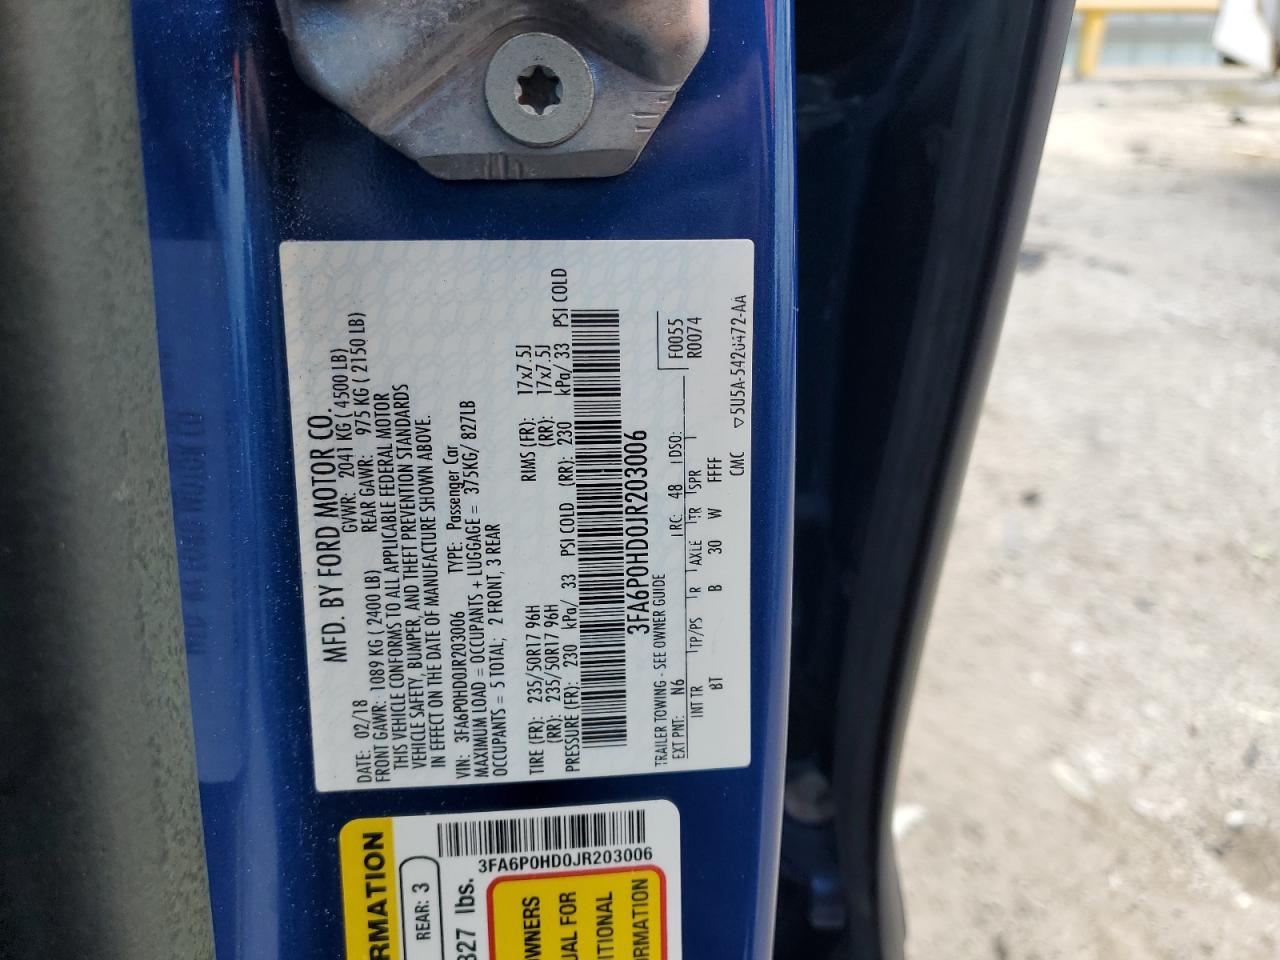 MFD. BY FORD MOTOR CO.
DATE: 02/18 GVWR: 2041 KG ( 4500 LB)
FRONT GAWR: 1089 KG ( 2400 LB) REAR GAWR: 975 KG ( 2150 LB)
THIS VEHICLE CONFORMS TO ALL APPLICABLE FEDERAL MOTOR
VEHICLE SAFETY, BUMPER, AND THEFT PREVENTION STANDARDS
IN EFFECT ON THE DATE OF MANUFACTURE SHOWN ABOVE.
VIN: 3FA6P0HD0JR203006 TYPE: Passenger Car
MAXIMUM LOAD = OCCUPANTS + LUGGAGE = 375KG/ 827LB
OCCUPANTS = 5 TOTAL; 2 FRONT, 3 REAR
TIRE (FR): 235/50R17 96H RIMS (FR): 17x7.5J
(RR): 235/50R17 96H (RR): 17x7.5J
PRESSURE (FR): 230 kPa/ 33 PSI COLD (RR): 230 kPa/ 33 PSI COLD
3FA6P0HD0JR203006
TRAILER TOWING - SEE OWNER GUIDE F0055
EXT PNT: N6 RC: 48 DSO: R0074
INT TR TP/PS R AXLE TR SPR
BT B 30 W FFFF
CMC ▽5U5A-5420472-AA
3FA6P0HD0JR203006
RMATION
REAR: 3
827 lbs.
OWNERS
UAL FOR
ITIONAL
RMATION